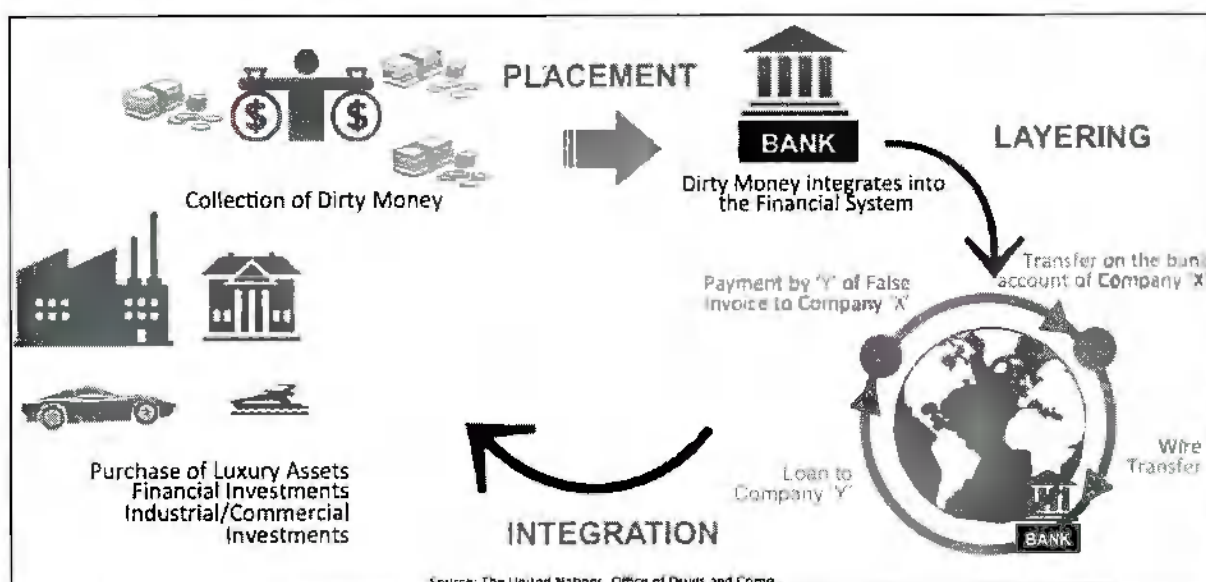 PLACEMENT
$ $
BANK
LAYERING
Collection of Dirty Money
Dirty Money integrates into
the Financial System
Payment by 'Y' of False
Invoice to Company 'X'
Transfer on the
account of Company 'X
Wire
Transfer
Loan to
Company 'Y'
BANK
Purchase of Luxury Assets
Financial Investments
Industrial/Commercial
Investments
INTEGRATION
Source: The United Nations Office of Drugs and